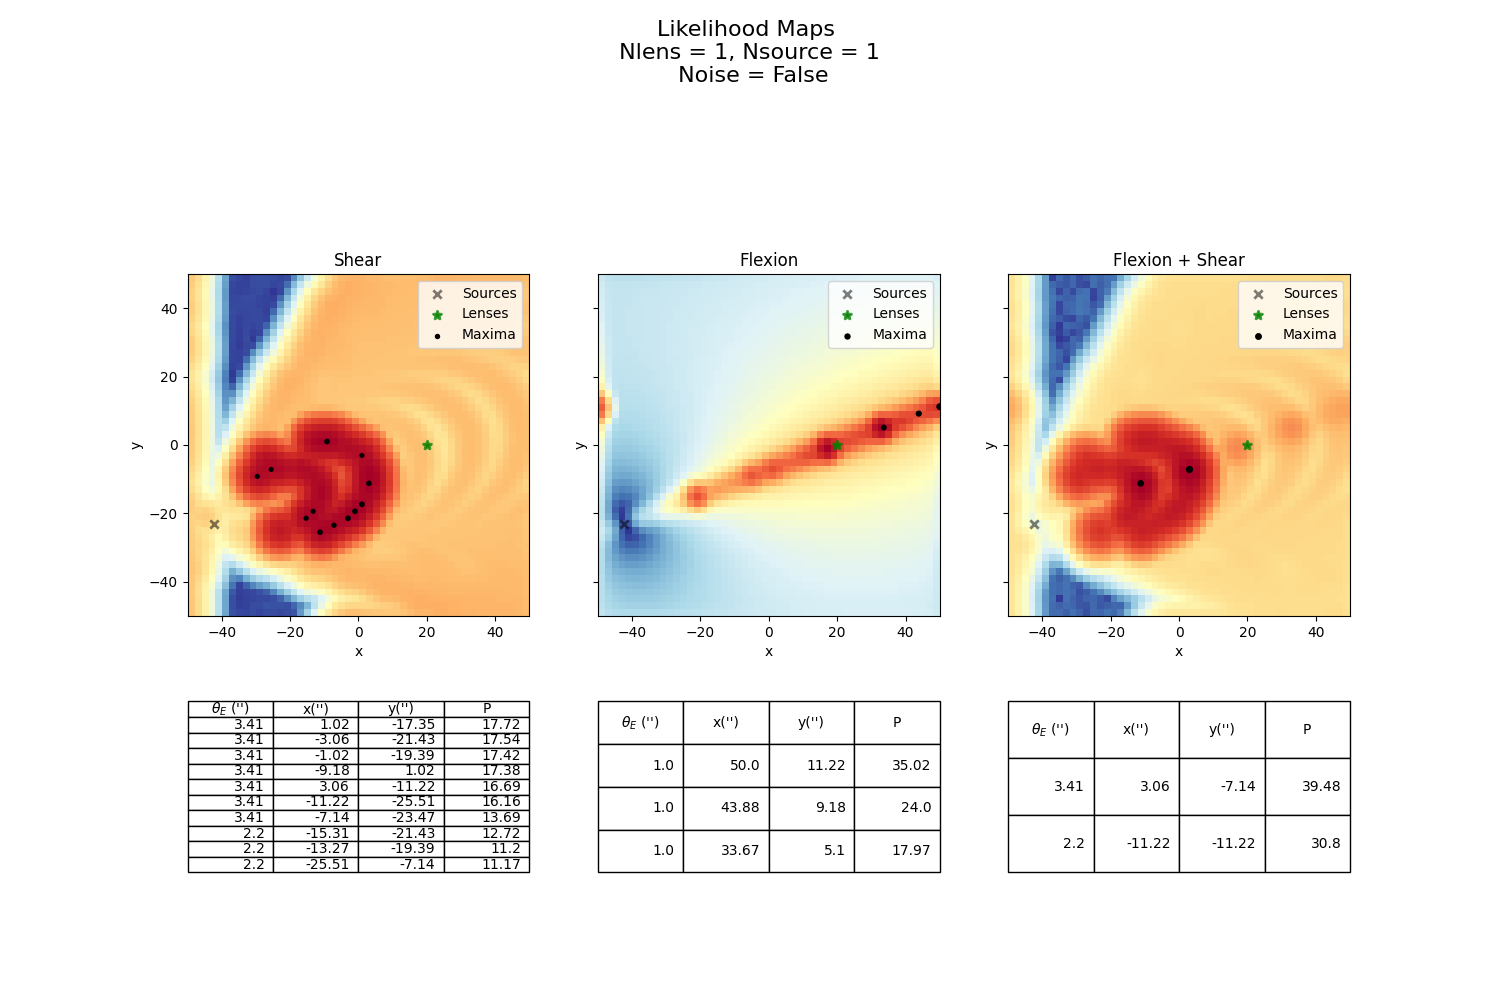 Likelihood Maps
Nlens = 1, Nsource = 1
Noise = False
Shear
Flexion
Flexion + Shear
Sources
Lenses
Maxima
Sources
Lenses
Maxima
Sources
Lenses
Maxima
40
20
0
−20
−40
y
y
y
−40 −20 0 20 40
−40 −20 0 20 40
−40 −20 0 20 40
x
x
x
θE ('') x('') y('') P
3.41 1.02 -17.35 17.72
3.41 -3.06 -21.43 17.54
3.41 -1.02 -19.39 17.42
3.41 -9.18 1.02 17.38
3.41 3.06 -11.22 16.69
3.41 -11.22 -25.51 16.16
3.41 -7.14 -23.47 13.69
2.2 -15.31 -21.43 12.72
2.2 -13.27 -19.39 11.2
2.2 -25.51 -7.14 11.17
θE ('') x('') y('') P
1.0 50.0 11.22 35.02
1.0 43.88 9.18 24.0
1.0 33.67 5.1 17.97
θE ('') x('') y('') P
3.41 3.06 -7.14 39.48
2.2 -11.22 -11.22 30.8